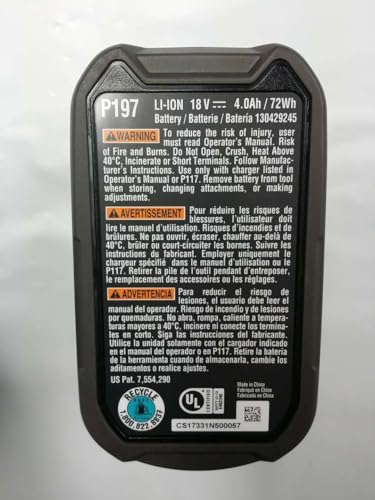 P197 LI-ION 18 V ⎓ 4.0Ah / 72Wh
Battery / Batterie / Batería 130429245
WARNING To reduce the risk of injury, user
must read Operator's Manual. Risk
of Fire and Burns. Do Not Open, Crush, Heat Above
40°C, Incinerate or Short Terminals. Follow Manufac-
turer's Instructions. Use only with charger listed in
Operator's Manual or P117. Remove battery from tool
when storing, changing attachments, or making
adjustments.
AVERTISSEMENT Pour réduire les risques de
blessures, l'utilisateur doit
lire le manuel d'utilisation. Risques d'incendies et de
brûlures. Ne pas ouvrir, écraser, chauffer au-delà de
40°C, brûler ou court-circuiter les bornes. Suivre les
instructions du fabricant. Employer uniquement le
chargeur spécifié dans le manuel d'utilisation ou le
P117. Retirer la pile de l'outil pendant d'entreposer,
le remplacement des accessoires ou les réglages.
ADVERTENCIA Para reducir el riesgo de
lesiones, el usuario debe leer el
manual del operador. Riesgo de incendio y riesgo
por quemaduras. No abra, rompa, caliente a tempera-
turas mayores a 40°C, incinere ni conecte los termina-
les en corto. Siga las instrucciones del fabricante.
Utilice la unidad solamente con el cargador indicado
en el manual del operador o en P117. Retire la batería
de la herramienta cuando de almacenarla, cambie los
aditamentos o realice ajustes.
US Pat. 7,554,290
Made in China
Fabriqué en China
Fabricado en China
RECYCLE
1.800.822.8837
Li-Ion
UL
CS17331N500057